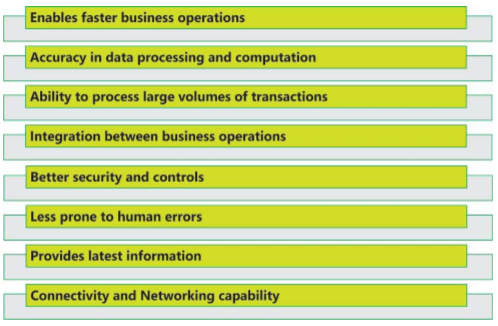 Enables faster business operations
Accuracy in data processing and computation
Ability to process large volumes of transactions
Integration between business operations
Better security and controls
Less prone to human errors
Provides latest information
Connectivity and Networking capability